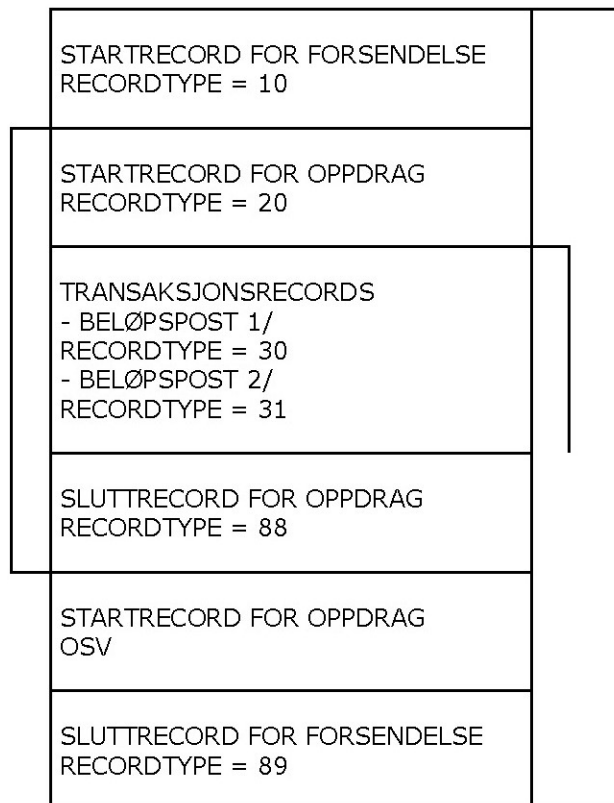 STARTRECORD FOR FORSENDELSE
RECORDTYPE = 10
STARTRECORD FOR OPPDRAG
RECORDTYPE = 20
TRANSAKSJONSRECORDS
- BELØPSPOST 1/
RECORDTYPE = 30
- BELØPSPOST 2/
RECORDTYPE = 31
SLUTTRECORD FOR OPPDRAG
RECORDTYPE = 88
STARTRECORD FOR OPPDRAG
OSV
SLUTTRECORD FOR FORSENDELSE
RECORDTYPE = 89